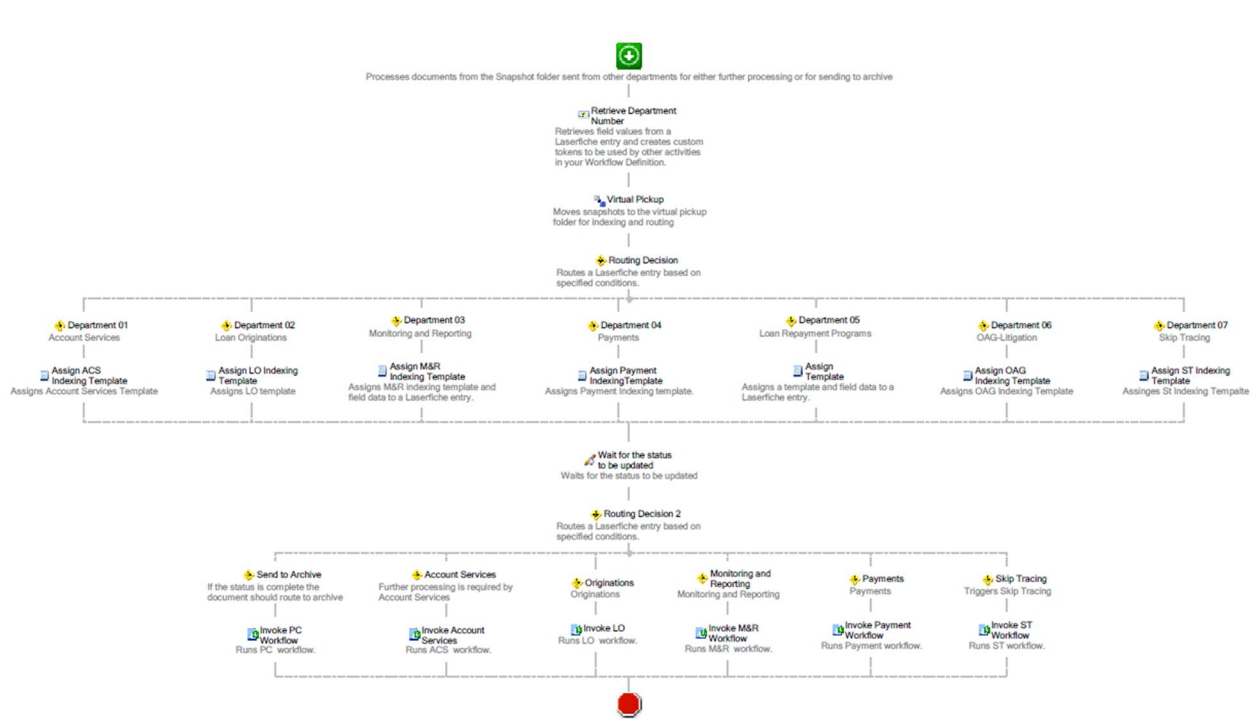 Processes documents from the Snapshot folder sent from other departments for either further processing or for sending to archive
Retrieve Department
Number
Retrieves field values from a
Laserfiche entry and creates custom
tokens to be used by other activities
in your Workflow Definition.
Virtual Pickup
Moves snapshots to the virtual pickup
folder for indexing and routing
Routing Decision
Routes a Laserfiche entry based on
specified conditions.
Department 01
Account Services
Assign ACS
Indexing Template
Assigns Account Services Template
Department 02
Loan Originations
Assign LO Indexing
Template
Assigns LO template
Department 03
Monitoring and Reporting
Assign M&R
Indexing Template
Assigns M&R indexing template and
field data to a Laserfiche entry.
Department 04
Payments
Assign Payment
IndexingTemplate
Assigns Payment indexing template.
Department 05
Loan Repayment Programs
Assign
Template
Assigns a template and field data to a
Laserfiche entry.
Department 06
OAG-Litigation
Assign OAG
Indexing Template
Assigns OAG Indexing Template
Department 07
Skip Tracing
Assign ST Indexing
Template
Assinges St Indexing Tempalte
Wait for the status
to be updated
Waits for the status to be updated
Routing Decision 2
Routes a Laserfiche entry based on
specified conditions.
Send to Archive
If the status is complete the
document should route to archive
Invoke PC
Workflow
Runs PC workflow.
Account Services
Further processing is required by
Account Services
Invoke Account
Services
Runs ACS workflow.
Originations
Originations
Invoke LO
Runs LO workflow.
Monitoring and
Reporting
Monitoring and Reporting
Invoke M&R
Workflow
Runs M&R workflow.
Payments
Payments
Invoke Payment
Workflow
Runs Payment workflow.
Skip Tracing
Triggers Skip Tracing
Invoke ST
Workflow
Runs ST workflow.